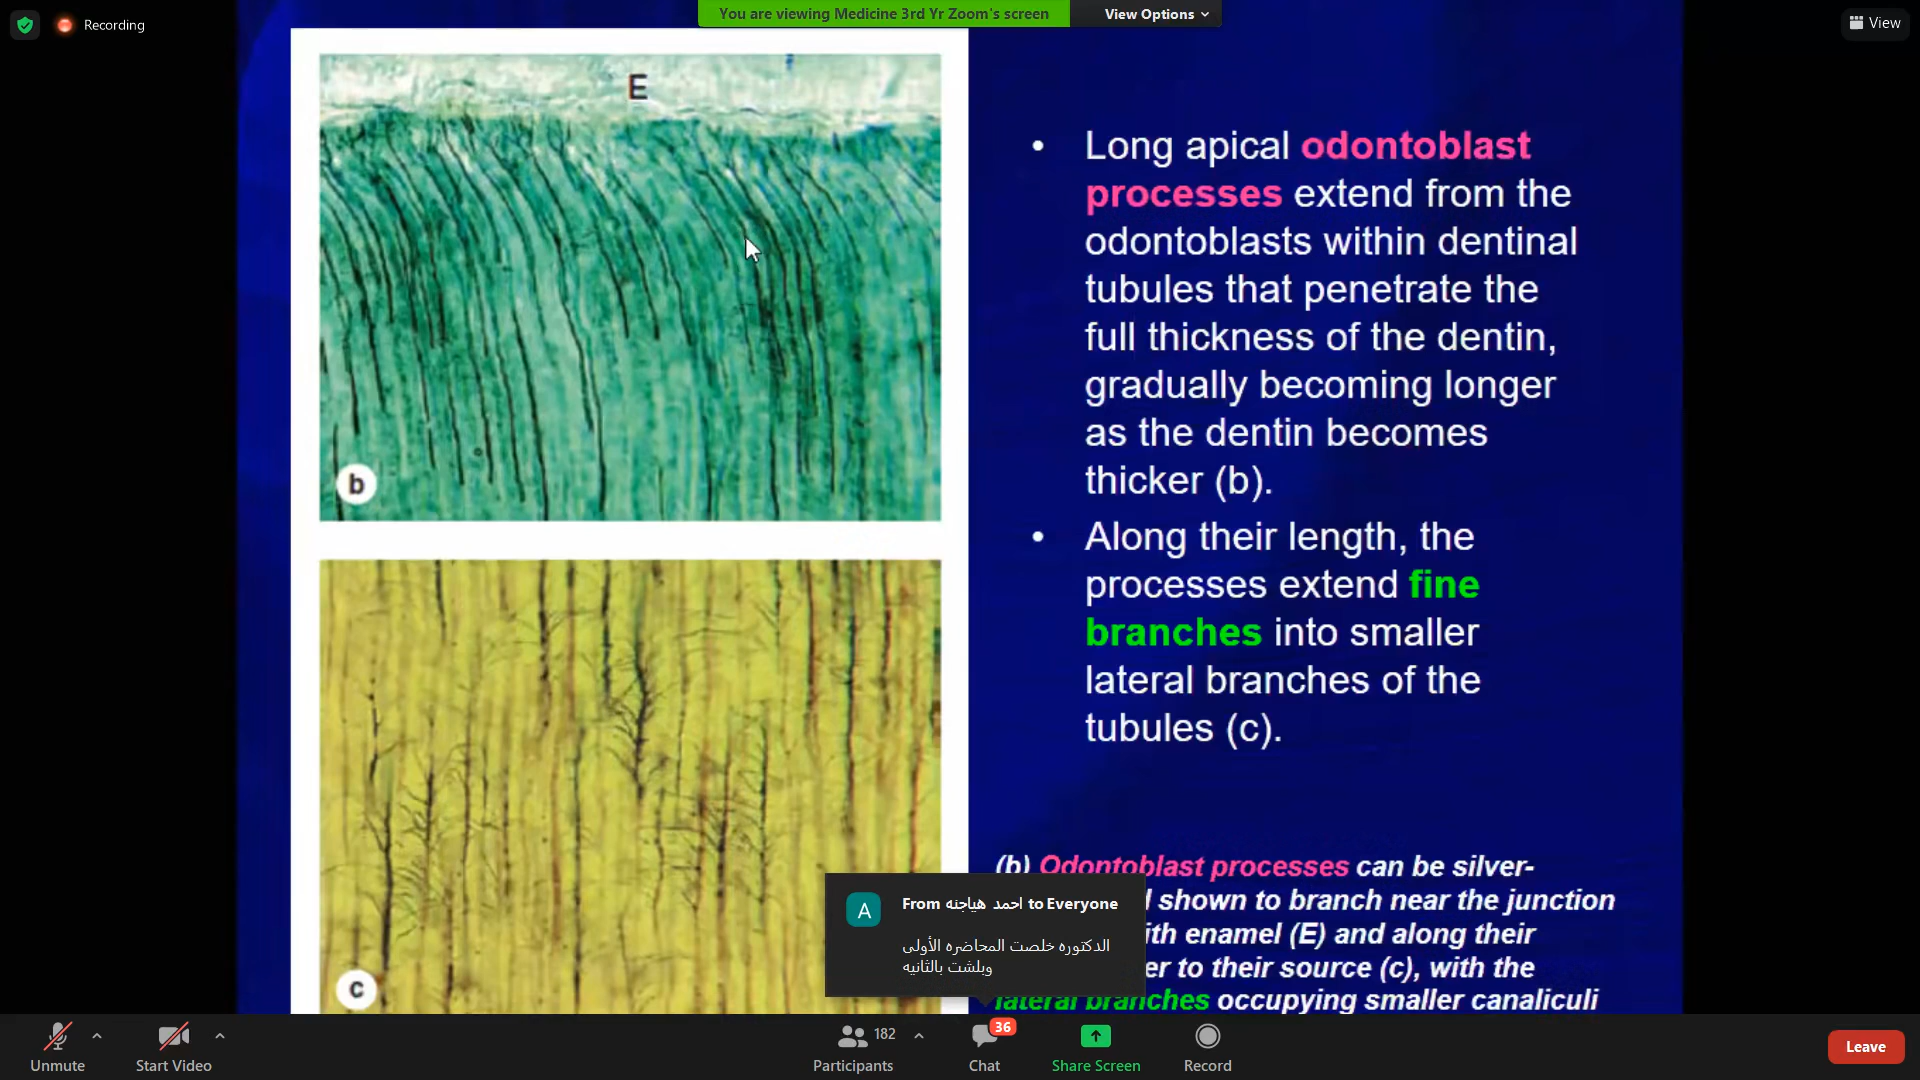 Recording
You are viewing Medicine 3rd Yr Zoom's screen
View Options
View
E
b
c
• Long apical odontoblast
processes extend from the
odontoblasts within dentinal
tubules that penetrate the
full thickness of the dentin,
gradually becoming longer
as the dentin becomes
thicker (b).
• Along their length, the
processes extend fine
branches into smaller
lateral branches of the
tubules (c).
(b) Odontoblast processes can be silver-
shown to branch near the junction
ith enamel (E) and along their
er to their source (c), with the
lateral branches occupying smaller canaliculi
A
From احمد هياجنه to Everyone
الدكتوره خلصت المحاضره الأولى
وبلشت بالثانيه
Unmute
Start Video
182
Participants
36
Chat
Share Screen
Record
Leave